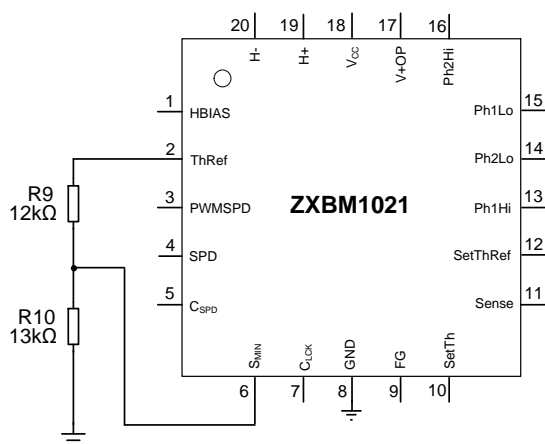 20
19
18
17
16
H-
H+
VCC
V+OP
Ph2Hi
1
HBIAS
15
Ph1Lo
2
ThRef
14
Ph2Lo
R9
12kΩ
3
PWMSPD
ZXBM1021
13
Ph1Hi
4
SPD
12
SetThRef
5
CSPD
11
Sense
R10
13kΩ
SMIN
CLCK
GND
FG
SetTh
6
7
8
9
10